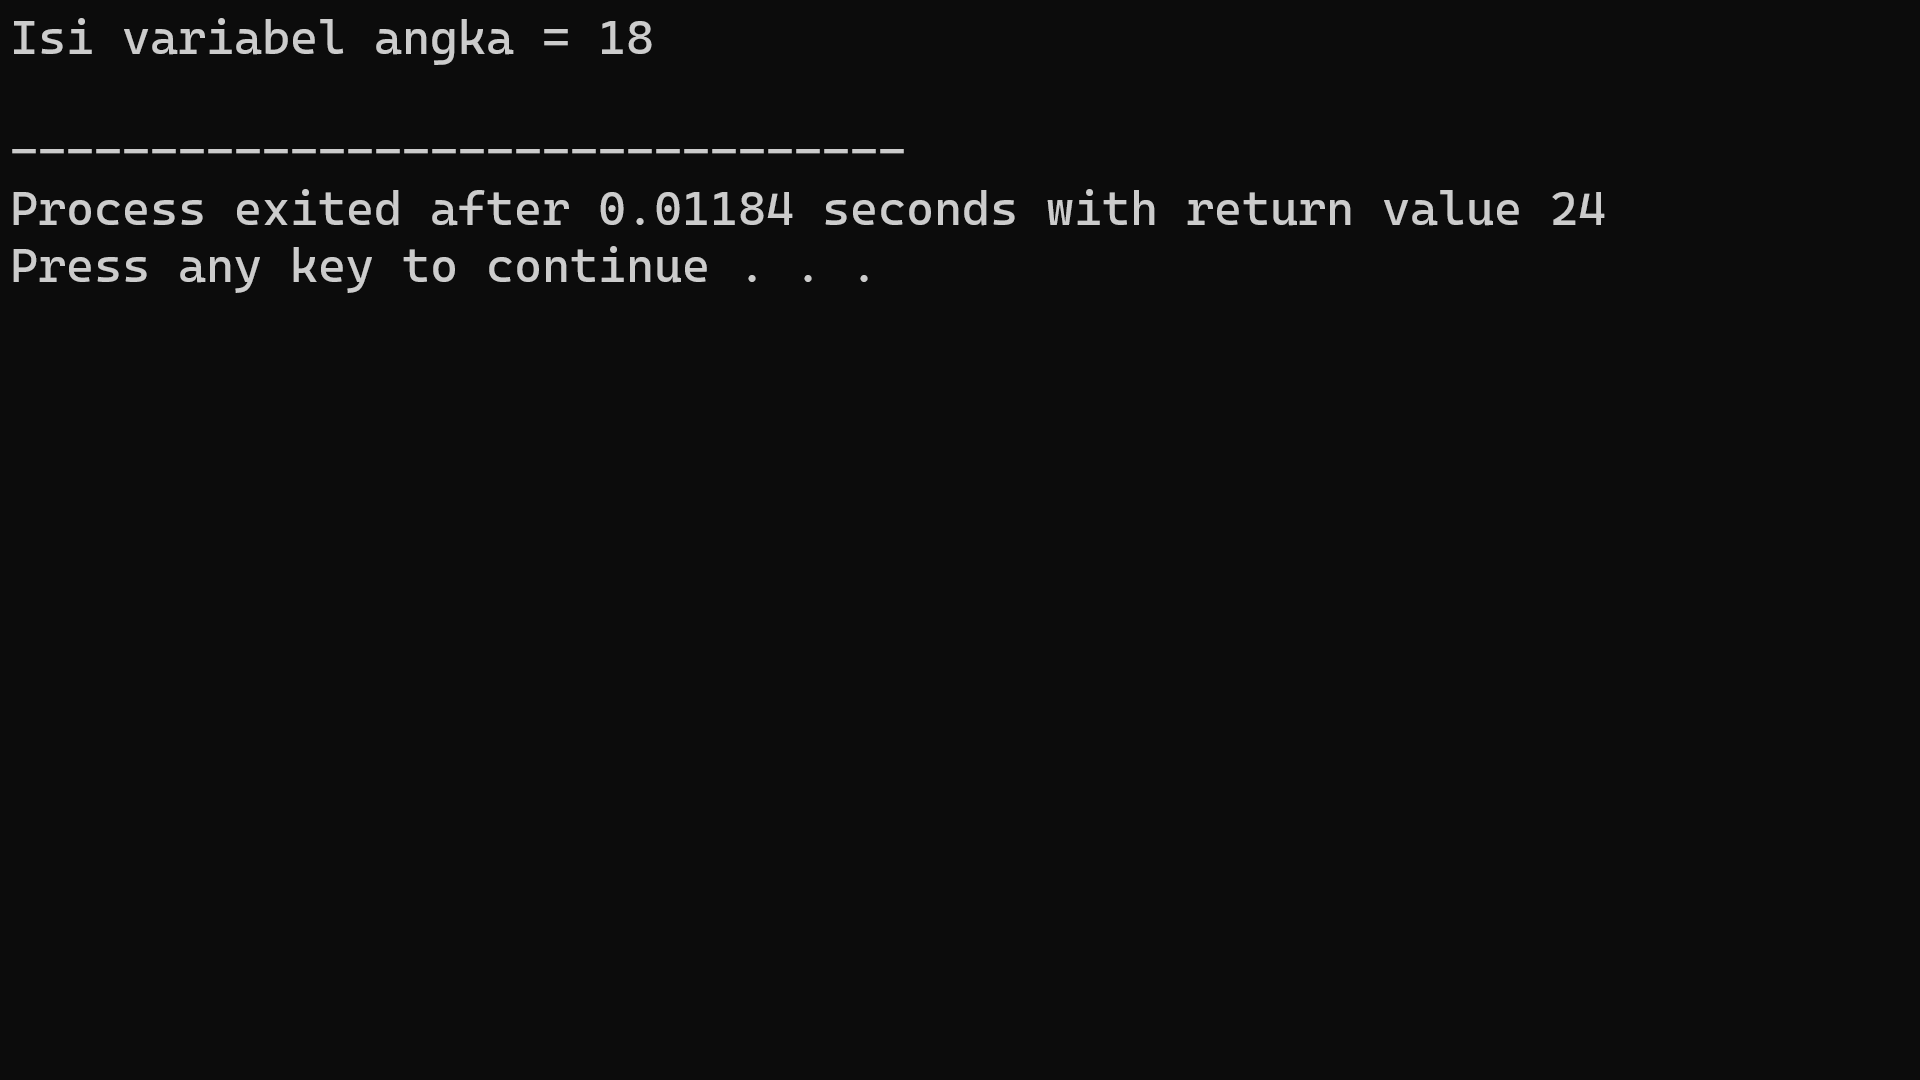 Isi variabel angka = 18
--------------------------------
Process exited after 0.01184 seconds with return value 24
Press any key to continue . . .